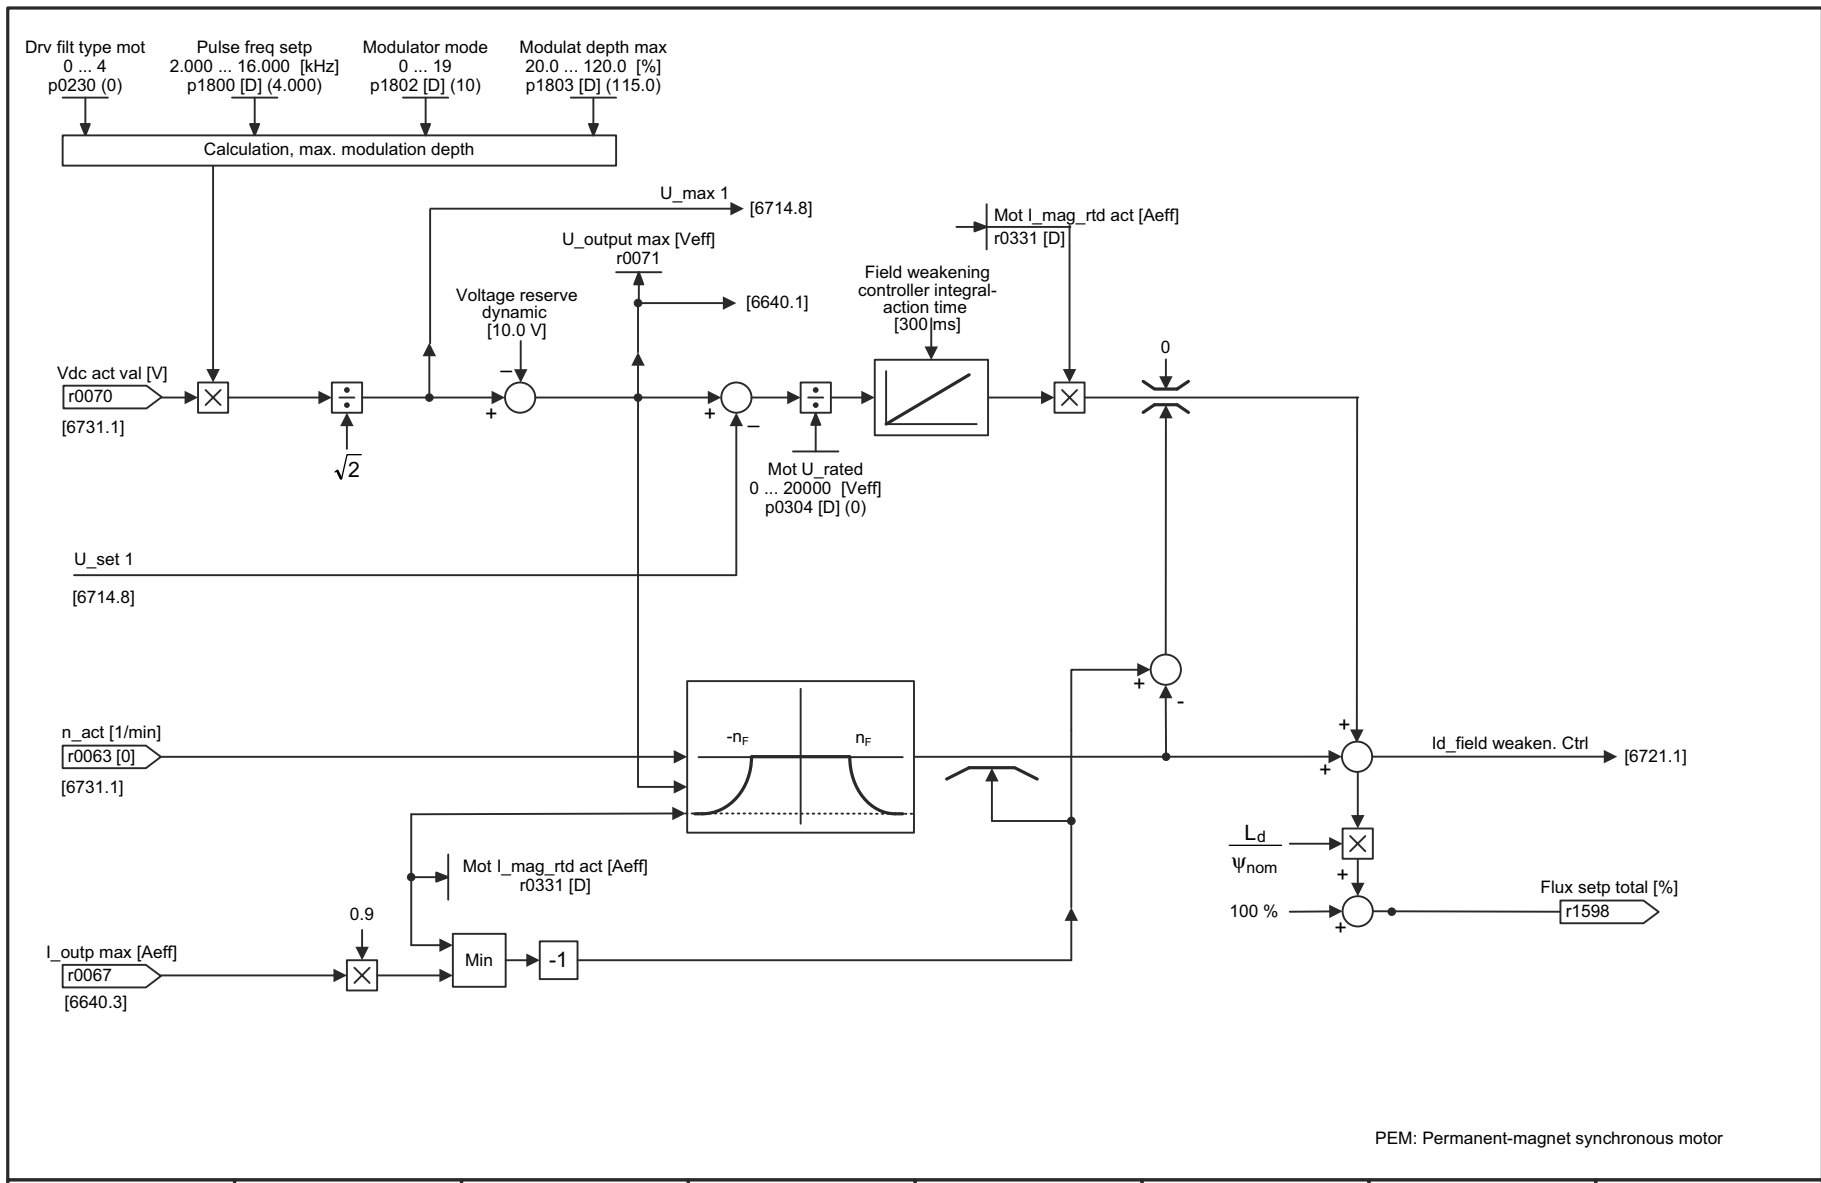 Drv filt type mot
0 ... 4
p0230 (0)
Pulse freq setp
2.000 ... 16.000 [kHz]
p1800 [D] (4.000)
Modulator mode
0 ... 19
p1802 [D] (10)
Modulat depth max
20.0 ... 120.0 [%]
p1803 [D] (115.0)
Calculation, max. modulation depth
U_max 1
[6714.8]
Mot I_mag_rtd act [Aeff]
r0331 [D]
U_output max [Veff]
r0071
[6640.1]
Voltage reserve
dynamic
[10.0 V]
–
+
Field weakening
controller integral-
action time
[300 ms]
0
Vdc act val [V]
r0070
[6731.1]
×
÷
√2
+
–
÷
Mot U_rated
0 ... 20000 [Veff]
p0304 [D] (0)
×
U_set 1
[6714.8]
+
-
n_act [1/min]
r0063 [0]
[6731.1]
-nF
nF
+
+
Id_field weaken. Ctrl
[6721.1]
Ld
ψnom
×
+
100 %
+
Flux setp total [%]
r1598
Mot I_mag_rtd act [Aeff]
r0331 [D]
0.9
I_outp max [Aeff]
r0067
[6640.3]
×
Min
-1
PEM: Permanent-magnet synchronous motor